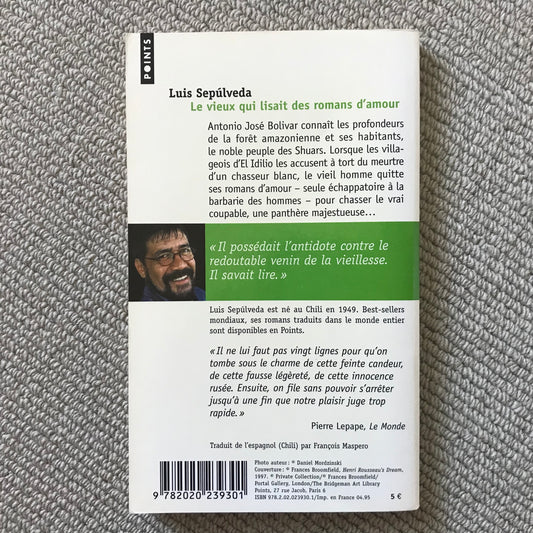 POINTS
Luis Sepúlveda
Le vieux qui lisait des romans d'amour
Antonio José Bolivar connaît les profondeurs
de la forêt amazonienne et ses habitants,
le noble peuple des Shuars. Lorsque les villa-
geois d'El Idilio les accusent à tort du meurtre
d'un chasseur blanc, le vieil homme quitte
ses romans d'amour – seule échappatoire à la
barbarie des hommes – pour chasser le vrai
coupable, une panthère majestueuse…
« Il possédait l'antidote contre le
redoutable venin de la vieillesse.
Il savait lire. »
Luis Sepúlveda est né au Chili en 1949. Best-sellers
mondiaux, ses romans traduits dans le monde entier
sont disponibles en Points.
« Il ne lui faut pas vingt lignes pour qu'on
tombe sous le charme de cette feinte candeur,
de cette fausse légèreté, de cette innocence
rusée. Ensuite, on file sans pouvoir s'arrêter
jusqu'à une fin que notre plaisir juge trop
rapide. »
Pierre Lepape, Le Monde
Traduit de l'espagnol (Chili) par François Maspero
Photo auteur : © Daniel Mordzinski
Couverture : © Frances Broomfield, Henri Rousseau's Dream,
1997. © Private Collection/© Frances Broomfield/
Portal Gallery, London/The Bridgeman Art Library
Points, 27 rue Jacob, Paris 6
ISBN 978.2.02.023930.1/Imp. en France 04.95
5 €
9 782020 239301